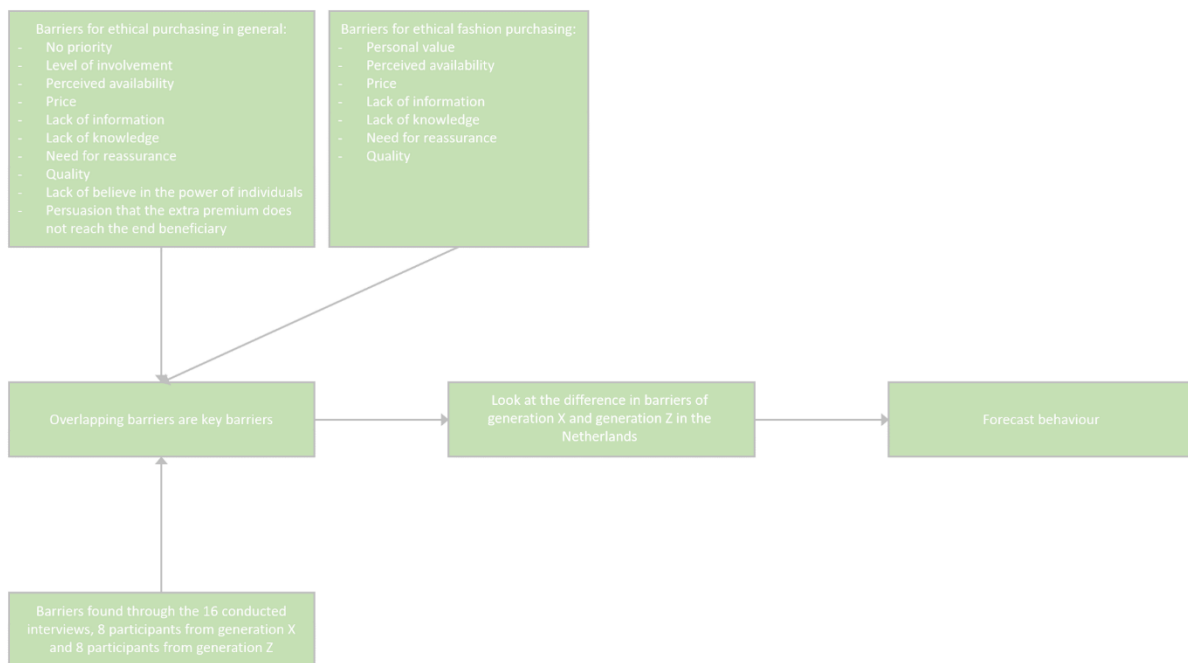 Barriers for ethical purchasing in general:
- No priority
- Level of involvement
- Perceived availability
- Price
- Lack of information
- Lack of knowledge
- Need for reassurance
- Quality
- Lack of believe in the power of individuals
- Persuasion that the extra premium does
not reach the end beneficiary
Barriers for ethical fashion purchasing:
- Personal value
- Perceived availability
- Price
- Lack of information
- Lack of knowledge
- Need for reassurance
- Quality
Overlapping barriers are key barriers
Look at the difference in barriers of
generation X and generation Z in the
Netherlands
Forecast behaviour
Barriers found through the 16 conducted
interviews, 8 participants from generation X
and 8 participants from generation Z